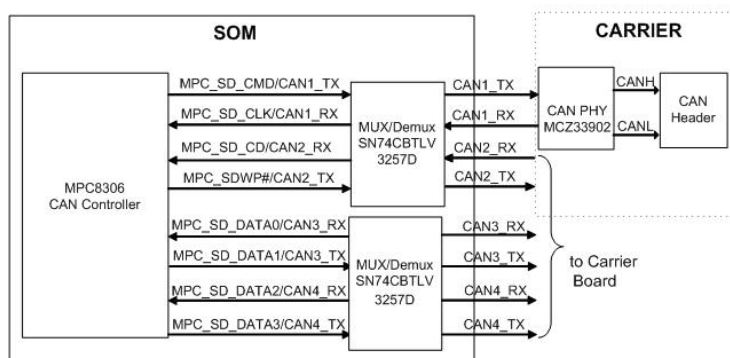 SOM
CARRIER
MPC8306
CAN Controller
MPC_SD_CMD/CAN1_TX
MPC_SD_CLK/CAN1_RX
MPC_SD_CD/CAN2_RX
MPC_SDWP#/CAN2_TX
MUX/Demux
SN74CBTLV
3257D
CAN1_TX
CAN1_RX
CAN2_RX
CAN2_TX
CAN PHY
MCZ33902
CANH
CANL
CAN
Header
MPC_SD_DATA0/CAN3_RX
MPC_SD_DATA1/CAN3_TX
MPC_SD_DATA2/CAN4_RX
MPC_SD_DATA3/CAN4_TX
MUX/Demux
SN74CBTLV
3257D
CAN3_RX
CAN3_TX
CAN4_RX
CAN4_TX
to Carrier
Board